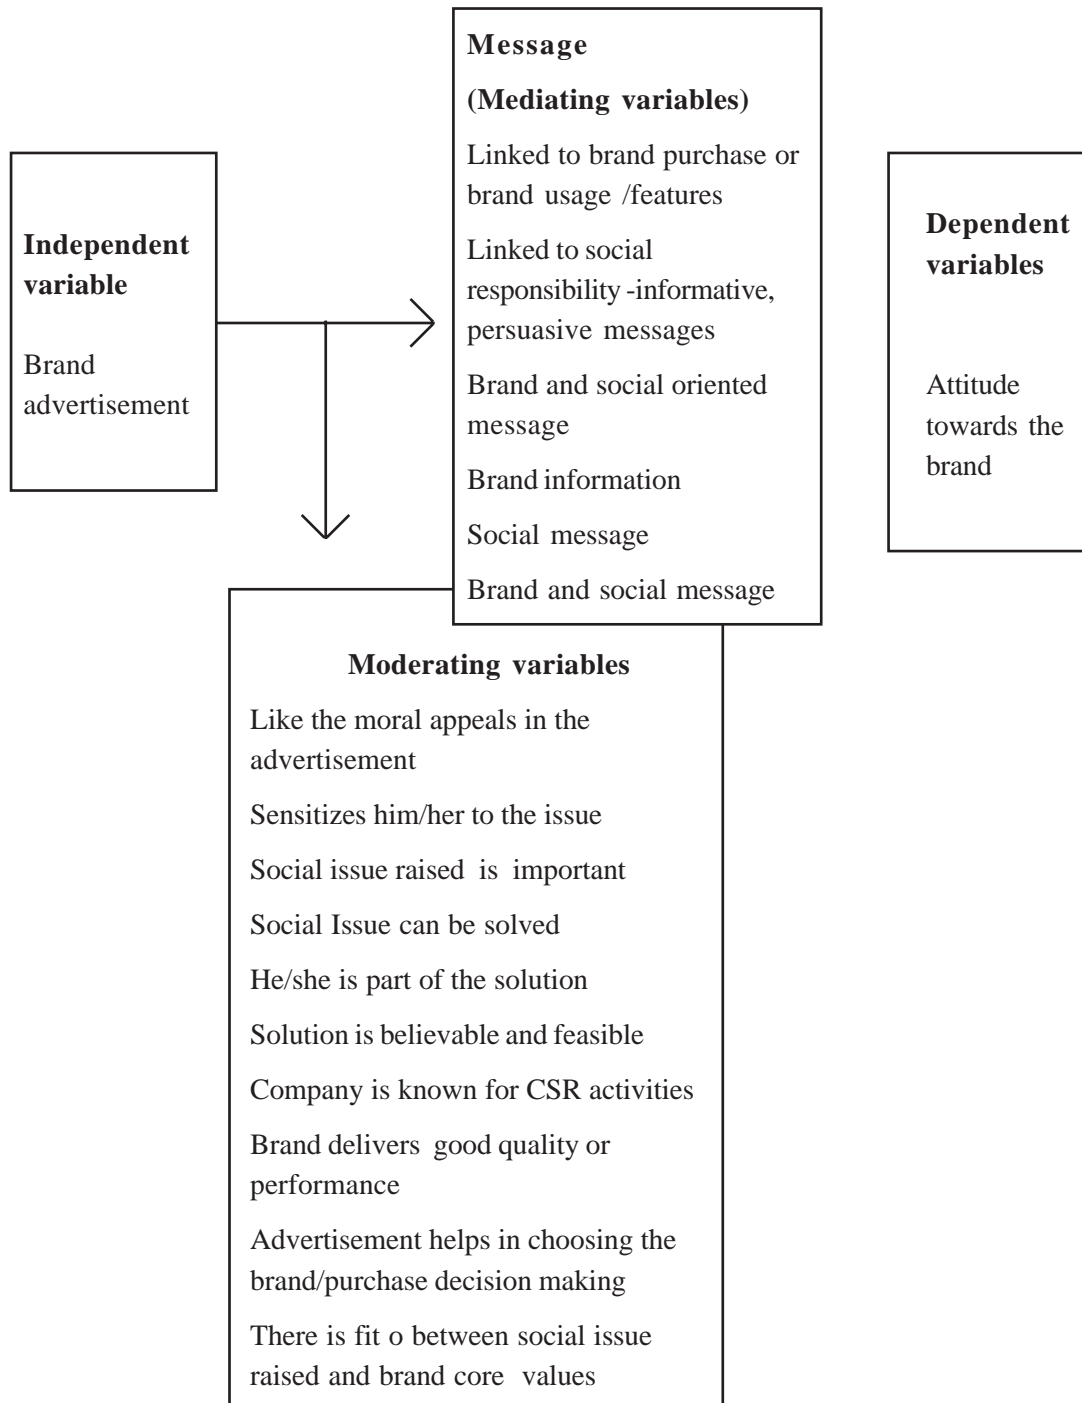 Independent
variable
Brand
advertisement
Message
(Mediating variables)
Linked to brand purchase or
brand usage /features
Linked to social
responsibility -informative,
persuasive messages
Brand and social oriented
message
Brand information
Social message
Brand and social message
Dependent
variables
Attitude
towards the
brand
Moderating variables
Like the moral appeals in the
advertisement
Sensitizes him/her to the issue
Social issue raised is important
Social Issue can be solved
He/she is part of the solution
Solution is believable and feasible
Company is known for CSR activities
Brand delivers good quality or
performance
Advertisement helps in choosing the
brand/purchase decision making
There is fit o between social issue
raised and brand core values